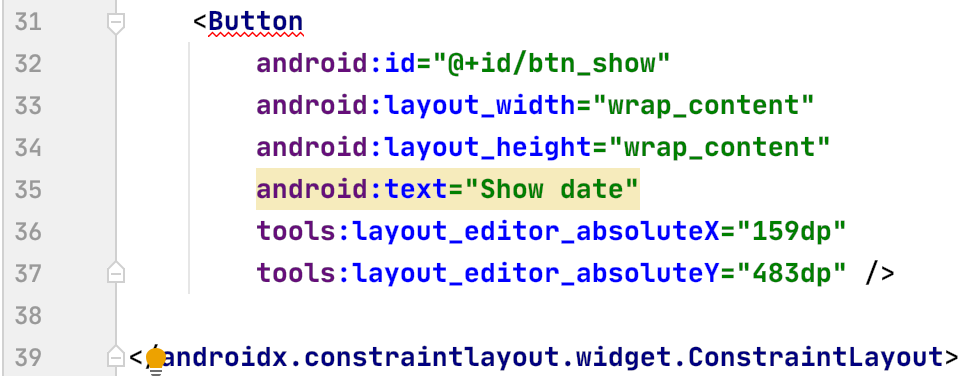 31 <Button
32 android:id="@+id/btn_show"
33 android:layout_width="wrap_content"
34 android:layout_height="wrap_content"
35 android:text="Show date"
36 tools:layout_editor_absoluteX="159dp"
37 tools:layout_editor_absoluteY="483dp" />
38
39 </androidx.constraintlayout.widget.ConstraintLayout>